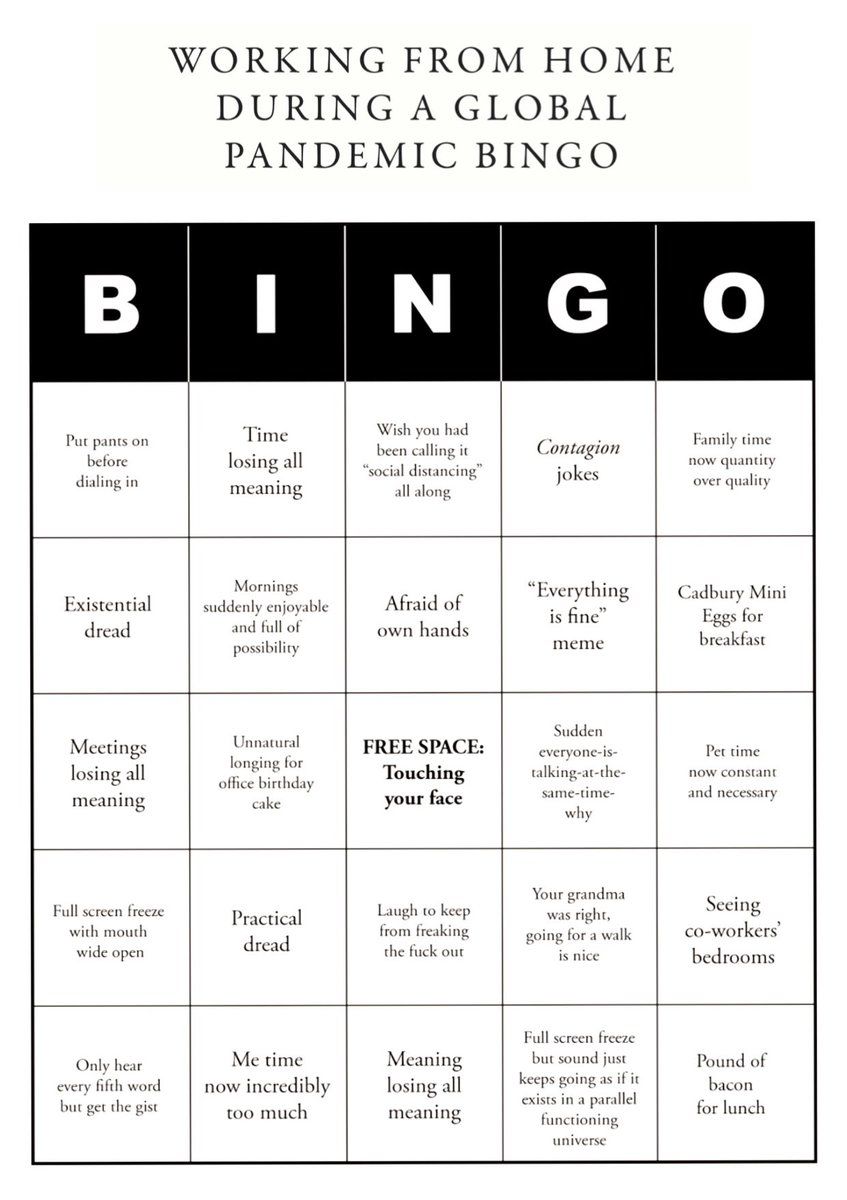 WORKING FROM HOME
DURING A GLOBAL
PANDEMIC BINGO
B I N G O
Put pants on
before
dialing in
Time
losing all
meaning
Wish you had
been calling it
“social distancing”
all along
Contagion
jokes
Family time
now quantity
over quality
Existential
dread
Mornings
suddenly enjoyable
and full of
possibility
Afraid of
own hands
“Everything
is fine”
meme
Cadbury Mini
Eggs for
breakfast
Meetings
losing all
meaning
Unnatural
longing for
office birthday
cake
FREE SPACE:
Touching
your face
Sudden
everyone-is-
talking-at-the-
same-time-
why
Pet time
now constant
and necessary
Full screen freeze
with mouth
wide open
Practical
dread
Laugh to keep
from freaking
the fuck out
Your grandma
was right,
going for a walk
is nice
Seeing
co-workers’
bedrooms
Only hear
every fifth word
but get the gist
Me time
now incredibly
too much
Meaning
losing all
meaning
Full screen freeze
but sound just
keeps going as if it
exists in a parallel
functioning
universe
Pound of
bacon
for lunch